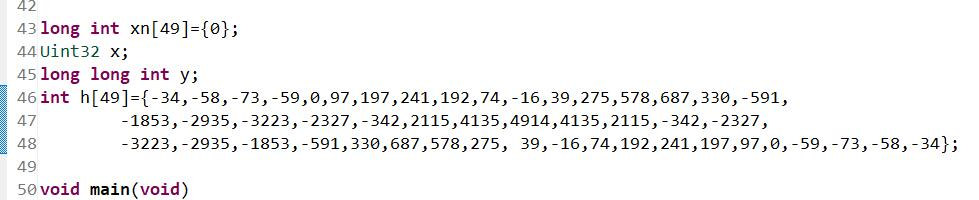 42
43 long int xn[49]={0};
44 Uint32 x;
45 long long int y;
46 int h[49]={-34,-58,-73,-59,0,97,197,241,192,74,-16,39,275,578,687,330,-591,
47 -1853,-2935,-3223,-2327,-342,2115,4135,4914,4135,2115,-342,-2327,
48 -3223,-2935,-1853,-591,330,687,578,275, 39,-16,74,192,241,197,97,0,-59,-73,-58,-34};
49
50 void main(void)